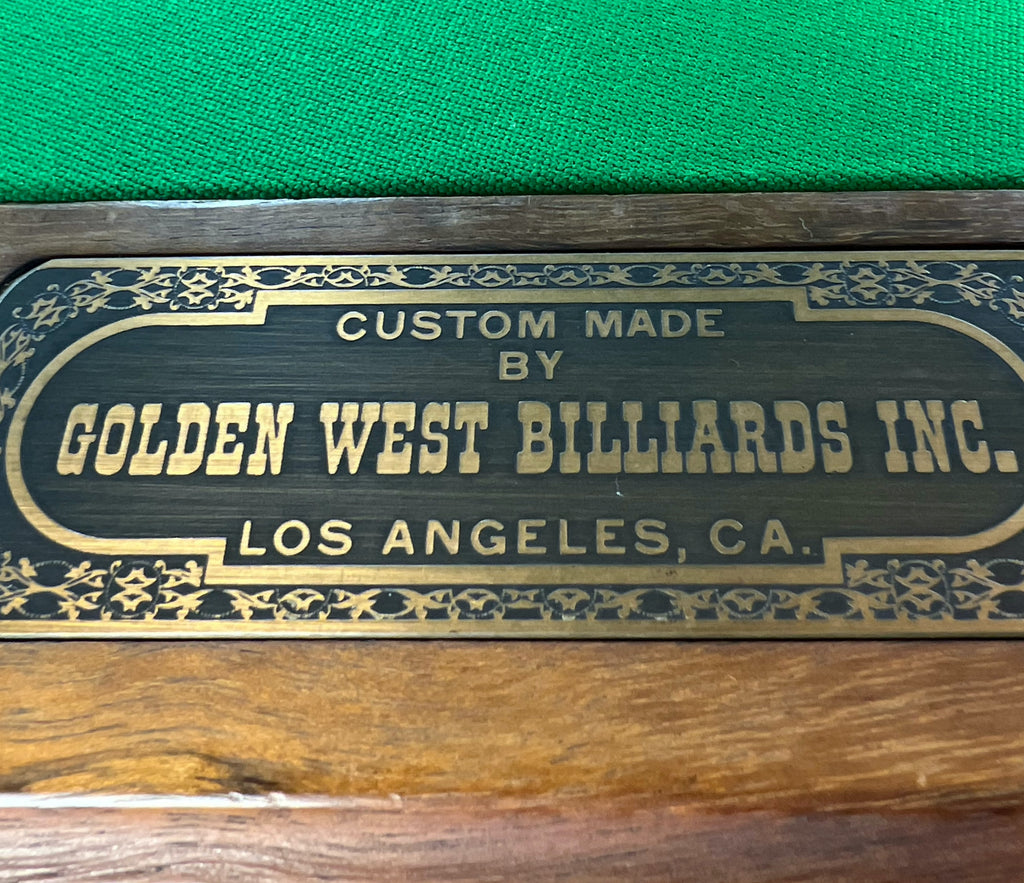 CUSTOM MADE
BY
GOLDEN WEST BILLIARDS INC.
LOS ANGELES, CA.